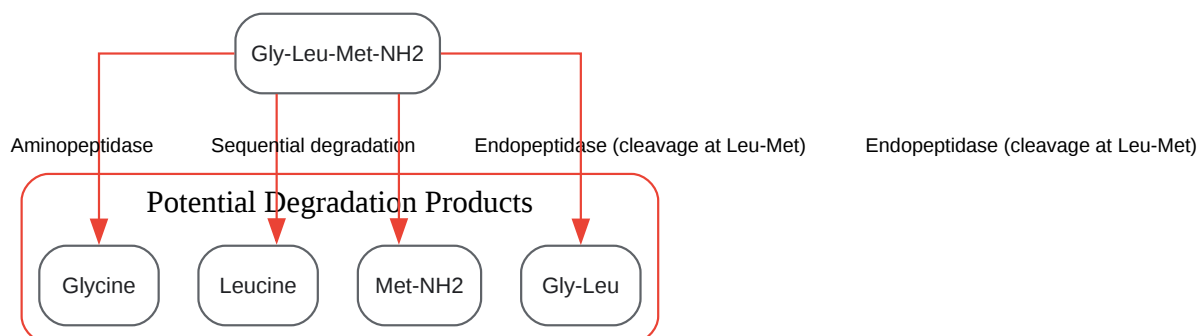 Gly-Leu-Met-NH2
Aminopeptidase
Sequential degradation
Endopeptidase (cleavage at Leu-Met)
Endopeptidase (cleavage at Leu-Met)
Potential Degradation Products
Glycine
Leucine
Met-NH2
Gly-Leu